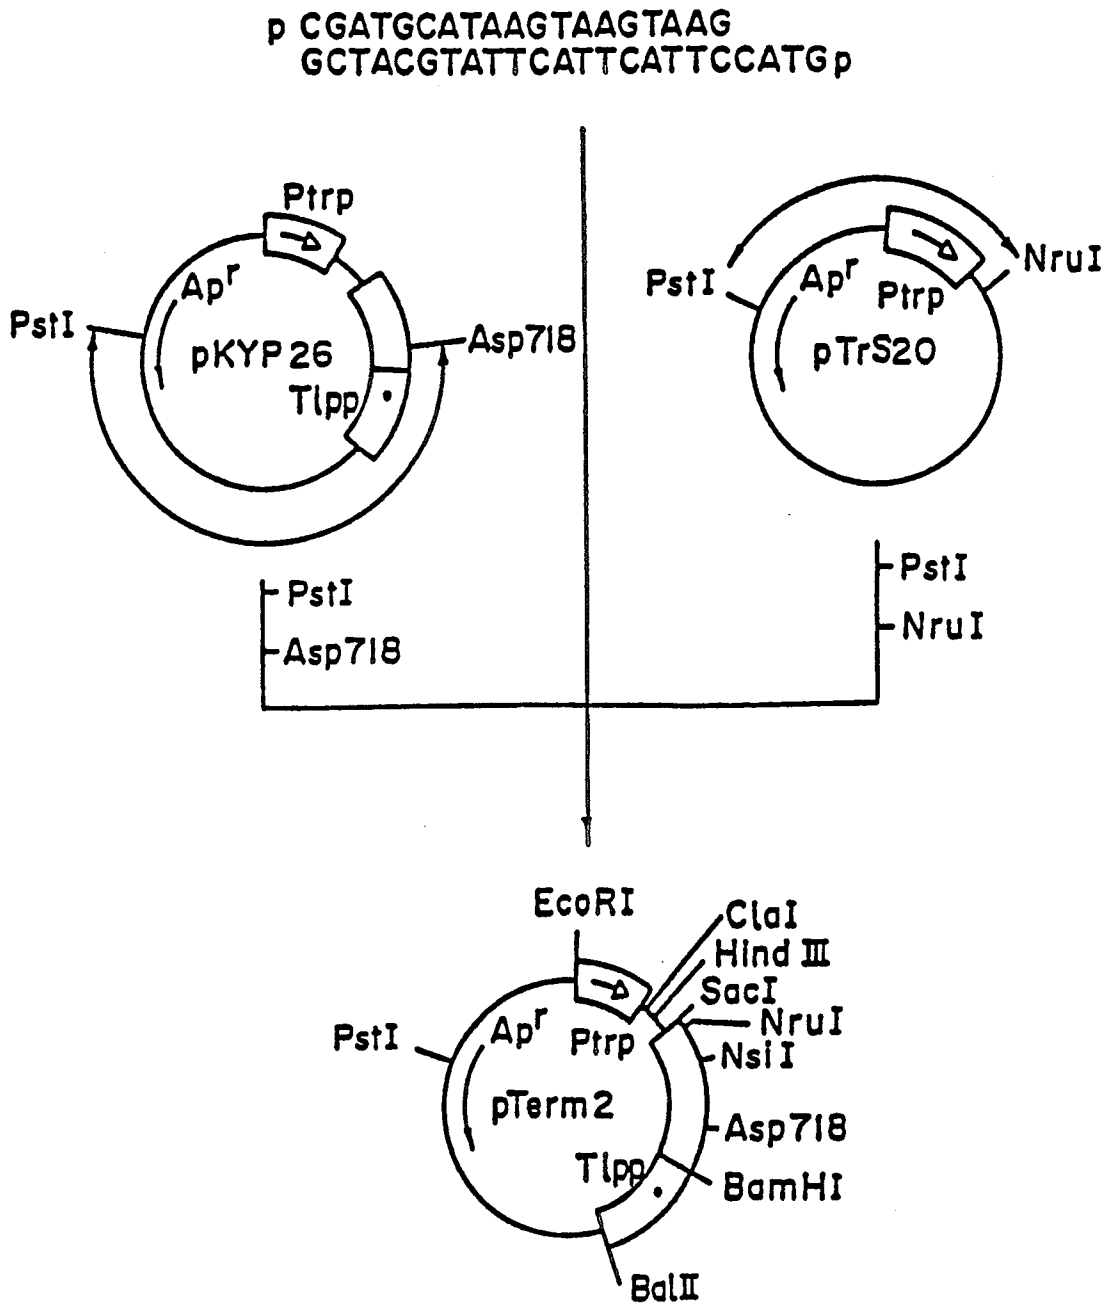 p CGATGCATAAGTAAGTAAG
GCTACGTATTCATTCATTCCATGp
Ptrp
Apr
PstI
pKYP26
Asp718
Tlpp
PstI
Apr
Ptrp
NruI
pTrS20
PstI
Asp718
PstI
NruI
EcoRI
ClaI
Hind III
SacI
NruI
NsiI
PstI
Apr
Ptrp
pTerm2
Asp718
Tlpp
BamHI
BalII